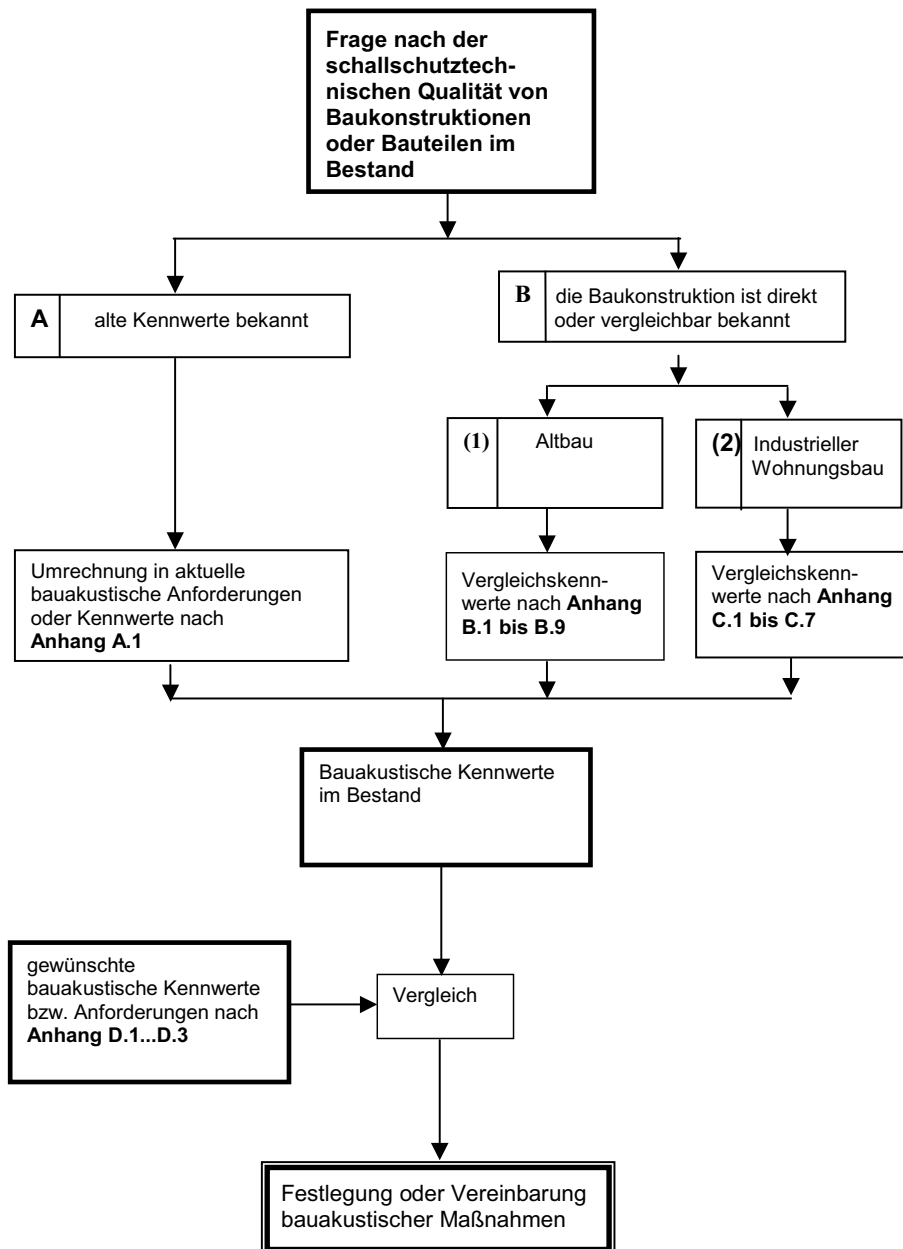 Frage nach der
schallschutztech-
nischen Qualität von
Baukonstruktionen
oder Bauteilen im
Bestand
A
alte Kennwerte bekannt
B
die Baukonstruktion ist direkt
oder vergleichbar bekannt
(1)
Altbau
(2)
Industrieller
Wohnungsbau
Umrechnung in aktuelle
bauakustische Anforderungen
oder Kennwerte nach
Anhang A.1
Vergleichskenn-
werte nach Anhang
B.1 bis B.9
Vergleichskenn-
werte nach Anhang
C.1 bis C.7
Bauakustische Kennwerte
im Bestand
gewünschte
bauakustische Kennwerte
bzw. Anforderungen nach
Anhang D.1...D.3
Vergleich
Festlegung oder Vereinbarung
bauakustischer Maßnahmen